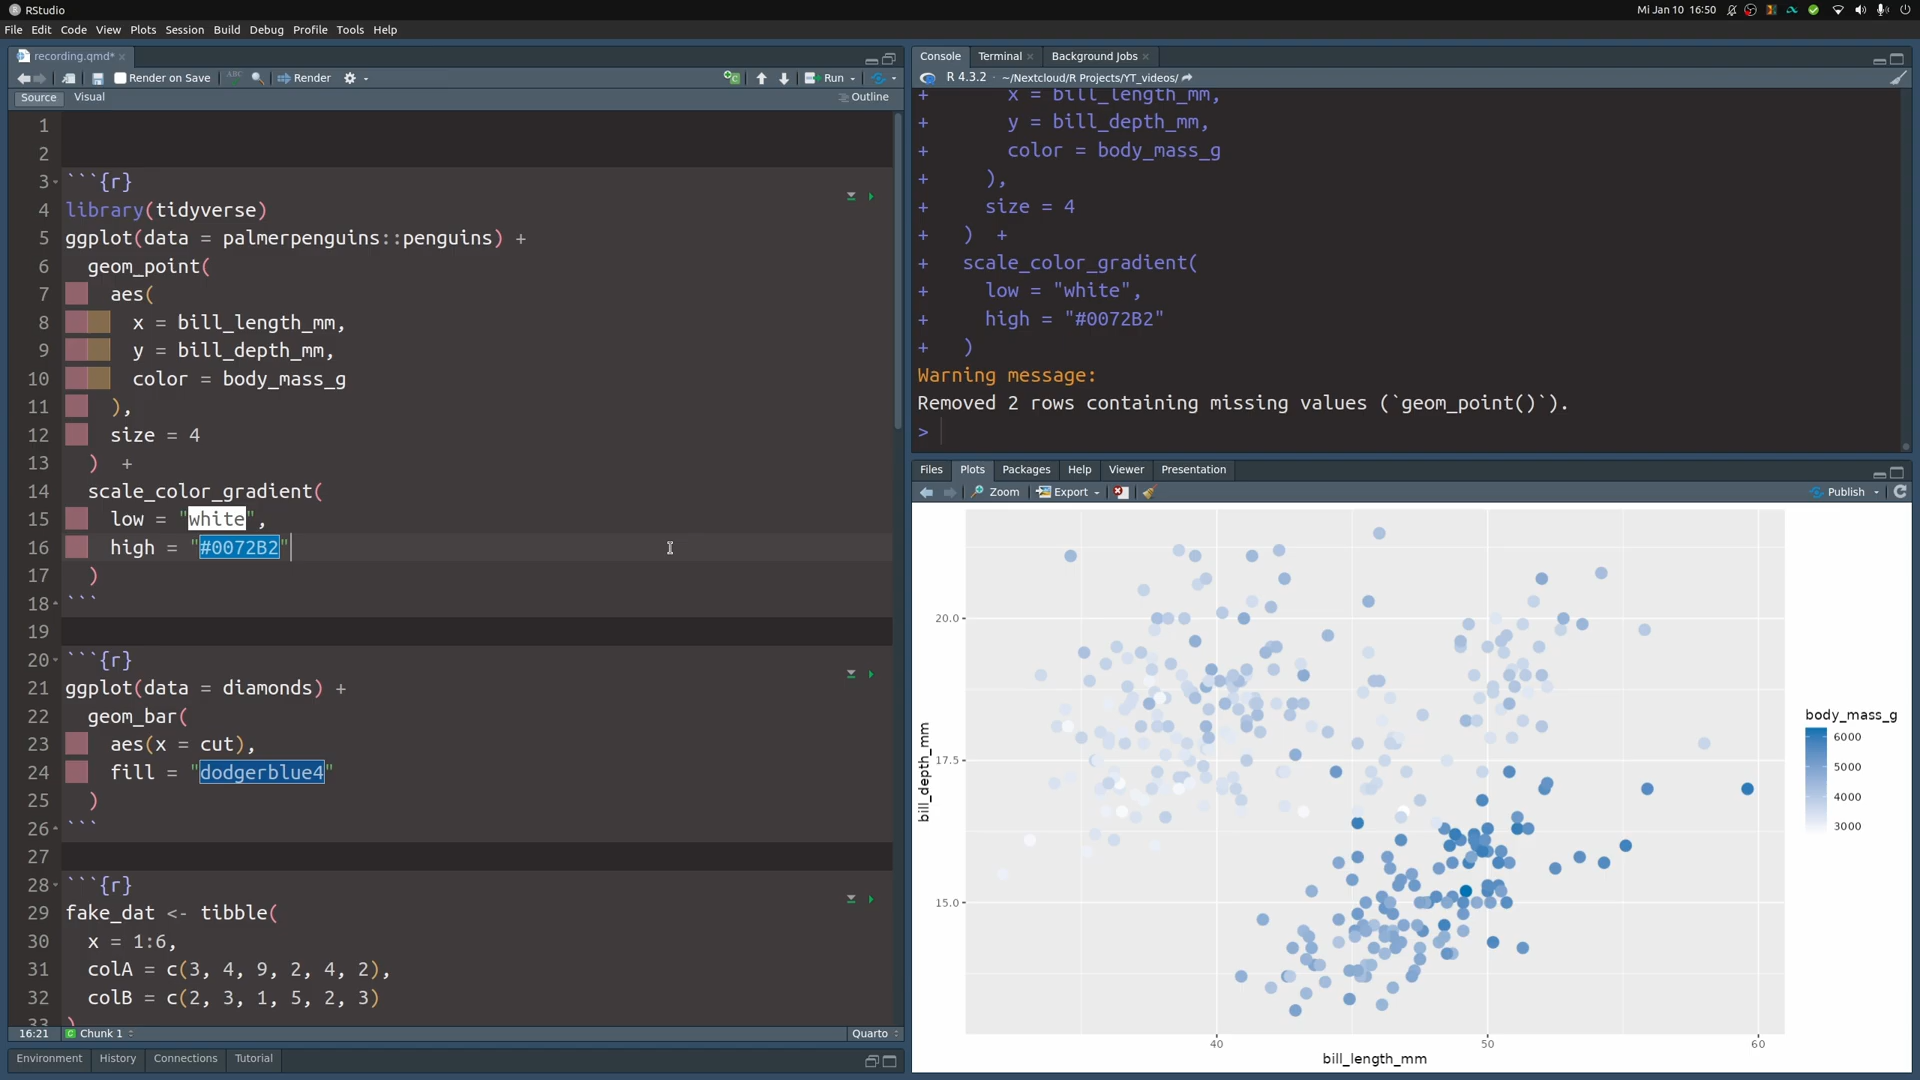 RStudio
Mi Jan 10 16:50
File Edit Code View Plots Session Build Debug Profile Tools Help
recording.qmd*
Render on Save
ABC
Render
Run
Source Visual
Outline
1
2
3 ```{r}
4 library(tidyverse)
5 ggplot(data = palmerpenguins::penguins) +
6 geom_point(
7 aes(
8 x = bill_length_mm,
9 y = bill_depth_mm,
10 color = body_mass_g
11 ),
12 size = 4
13 ) +
14 scale_color_gradient(
15 low = "white",
16 high = "#0072B2"
17 )
18 ```
19
20 ```{r}
21 ggplot(data = diamonds) +
22 geom_bar(
23 aes(x = cut),
24 fill = "dodgerblue4"
25 )
26 ```
27
28 ```{r}
29 fake_dat <- tibble(
30 x = 1:6,
31 colA = c(3, 4, 9, 2, 4, 2),
32 colB = c(2, 3, 1, 5, 2, 3)
33 )
16:21 Chunk 1
Quarto
Environment History Connections Tutorial
Console Terminal Background Jobs
R 4.3.2 · ~/Nextcloud/R Projects/YT_videos/
+ x = bill_length_mm,
+ y = bill_depth_mm,
+ color = body_mass_g
+ ),
+ size = 4
+ ) +
+ scale_color_gradient(
+ low = "white",
+ high = "#0072B2"
+ )
Warning message:
Removed 2 rows containing missing values (`geom_point()`).
>
Files Plots Packages Help Viewer Presentation
Zoom Export
Publish
20.0
17.5
15.0
bill_depth_mm
40 50 60
bill_length_mm
body_mass_g
6000
5000
4000
3000